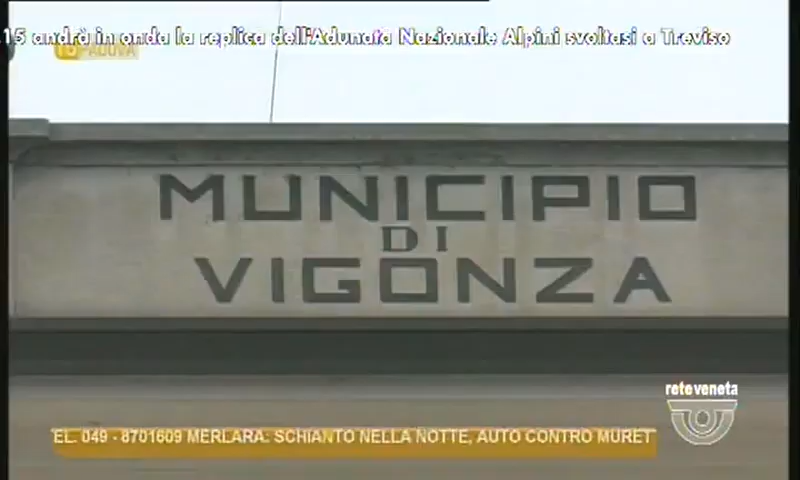 .15 andrà in onda la replica dell'Adunata Nazionale Alpini svoltasi a Treviso
PADOVA
MUNICIPIO
DI
VIGONZA
reteveneta
EL. 049 - 8701609 MERLARA: SCHIANTO NELLA NOTTE, AUTO CONTRO MURET